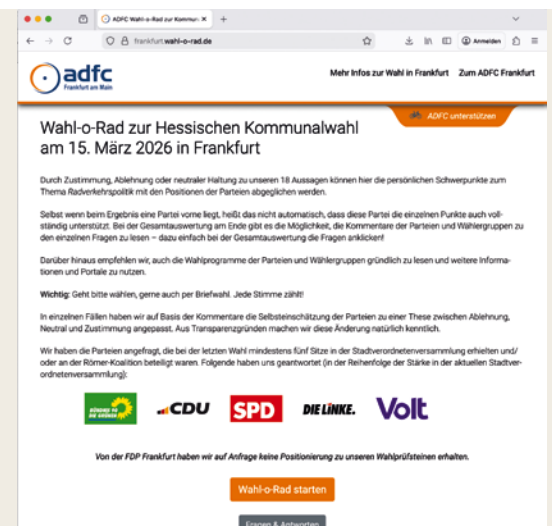 ADFC Wahl-o-Rad zur Kommun
frankfurt.wahl-o-rad.de
Anmelden
adfc
Frankfurt am Main
Mehr Infos zur Wahl in Frankfurt Zum ADFC Frankfurt
ADFC unterstützen
Wahl-o-Rad zur Hessischen Kommunalwahl
am 15. März 2026 in Frankfurt
Durch Zustimmung, Ablehnung oder neutraler Haltung zu unseren 18 Aussagen können hier die persönlichen Schwerpunkte zum
Thema Radverkehrspolitik mit den Positionen der Parteien abgeglichen werden.
Selbst wenn beim Ergebnis eine Partei vorne liegt, heißt das nicht automatisch, dass diese Partei die einzelnen Punkte auch voll-
ständig unterstützt. Bei der Gesamtauswertung am Ende gibt es die Möglichkeit, die Kommentare der Parteien und Wählergruppen zu
den einzelnen Fragen zu lesen – dazu einfach bei der Gesamtauswertung die Fragen anklicken!
Darüber hinaus empfehlen wir, auch die Wahlprogramme der Parteien und Wählergruppen gründlich zu lesen und weitere Informa-
tionen und Portale zu nutzen.
Wichtig: Geht bitte wählen, gerne auch per Briefwahl. Jede Stimme zählt!
In einzelnen Fällen haben wir auf Basis der Kommentare die Selbsteinschätzung der Parteien zu einer These zwischen Ablehnung,
Neutral und Zustimmung angepasst. Aus Transparenzgründen machen wir diese Änderung natürlich kenntlich.
Wir haben die Parteien angefragt, die bei der letzten Wahl mindestens fünf Sitze in der Stadtverordnetenversammlung erhielten und/
oder an der Römer-Koalition beteiligt waren. Folgende haben uns geantwortet (in der Reihenfolge der Stärke in der aktuellen Stadtver-
ordnetenversammlung):
BÜNDNIS 90
DIE GRÜNEN
CDU
SPD
DIE LINKE.
Volt
Von der FDP Frankfurt haben wir auf Anfrage keine Positionierung zu unseren Wahlprüfsteinen erhalten.
Wahl-o-Rad starten
Fragen & Antworten